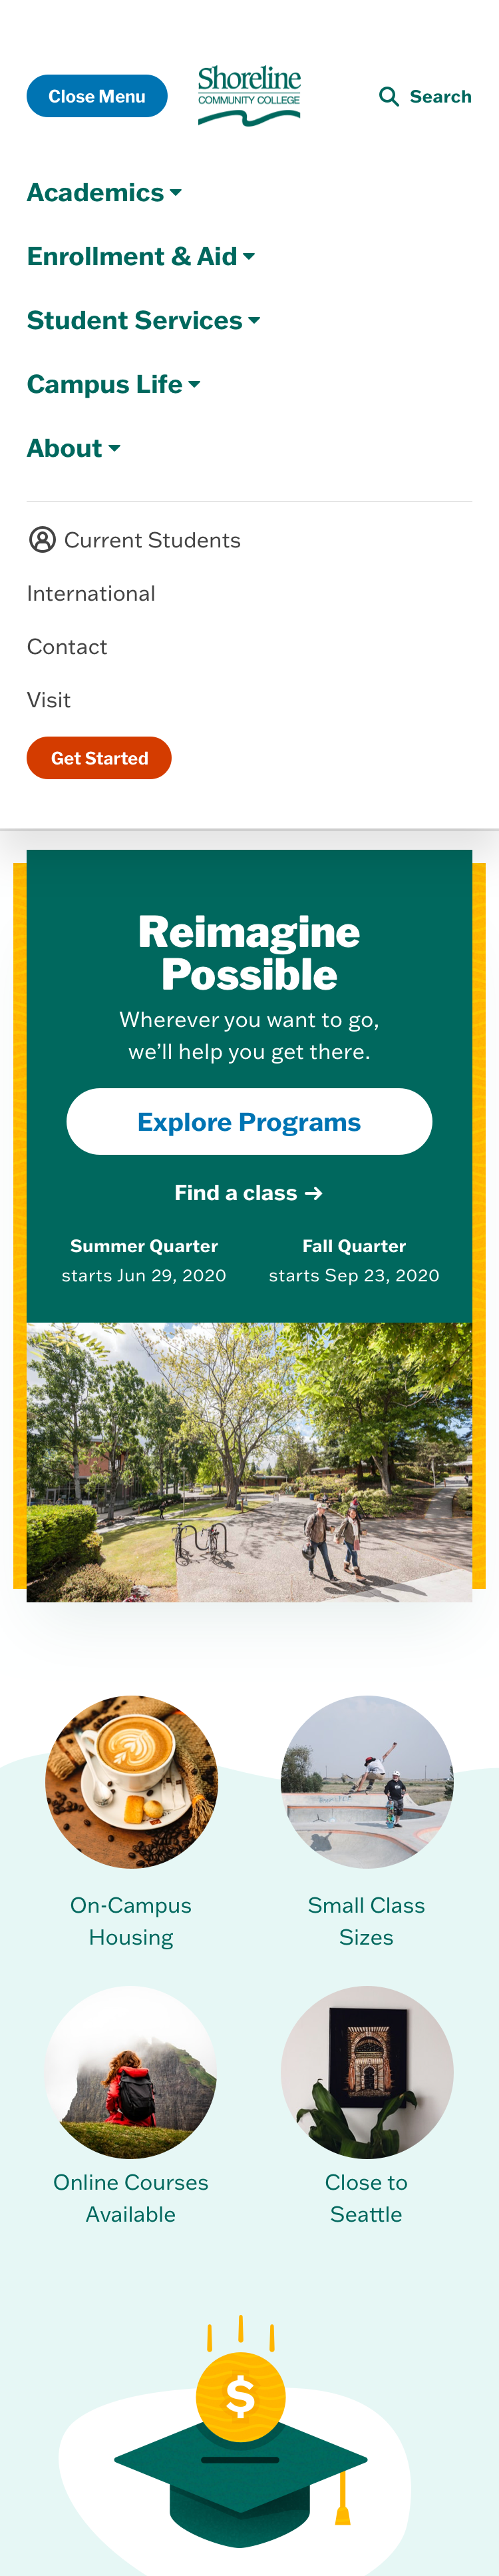 Close Menu
Shoreline
COMMUNITY COLLEGE
Search
Academics
Enrollment & Aid
Student Services
Campus Life
About
Current Students
International
Contact
Visit
Get Started
Reimagine
Possible
Wherever you want to go,
we’ll help you get there.
Explore Programs
Find a class →
Summer Quarter
starts Jun 29, 2020
Fall Quarter
starts Sep 23, 2020
On-Campus
Housing
Small Class
Sizes
Online Courses
Available
Close to
Seattle
$